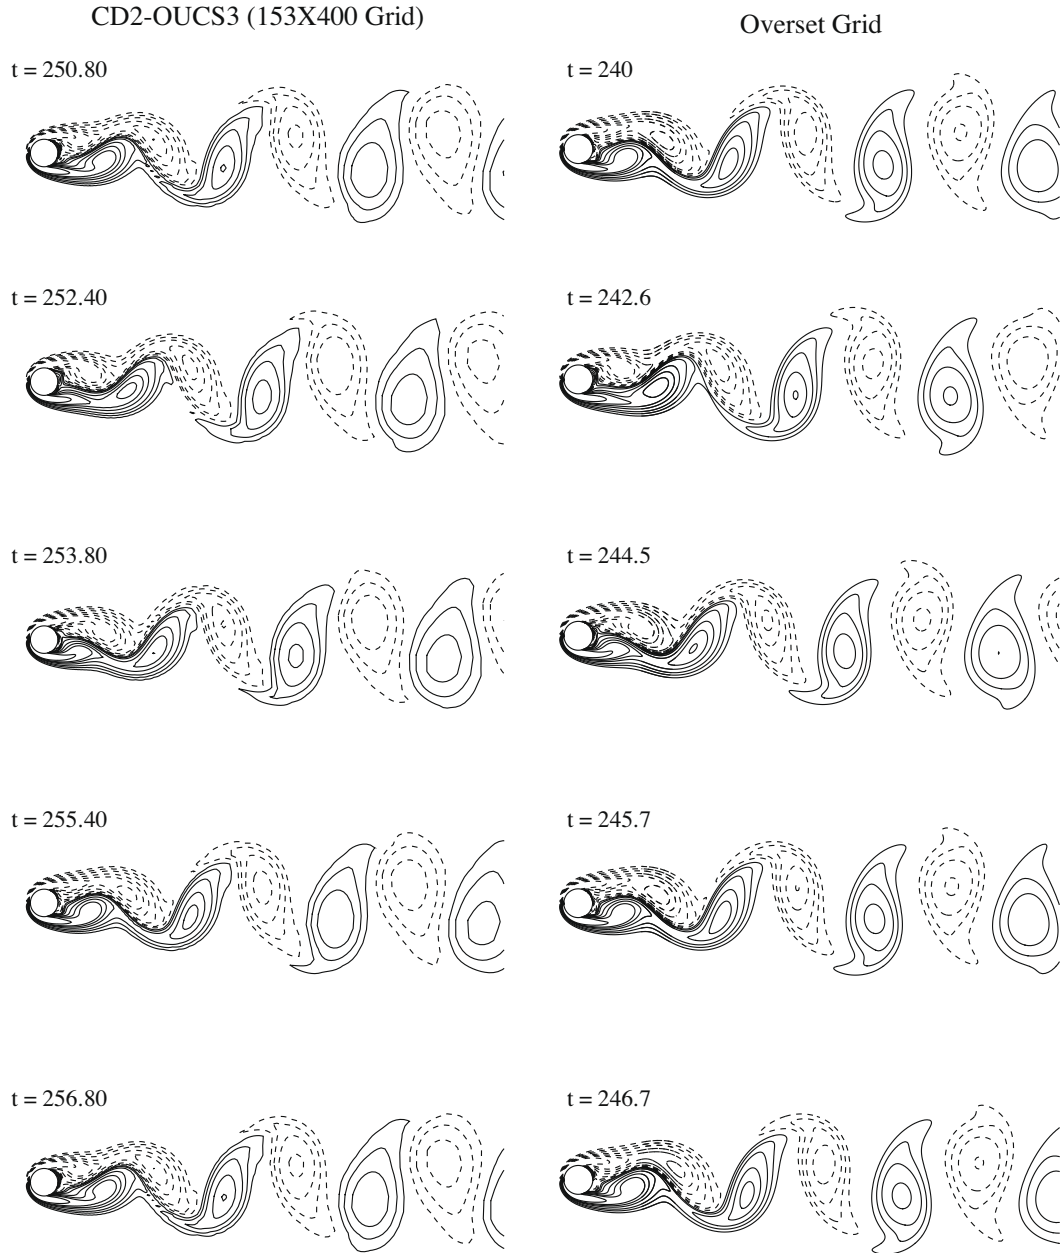 CD2-OUCS3 (153X400 Grid)
Overset Grid
t = 250.80
t = 240
t = 252.40
t = 242.6
t = 253.80
t = 244.5
t = 255.40
t = 245.7
t = 256.80
t = 246.7